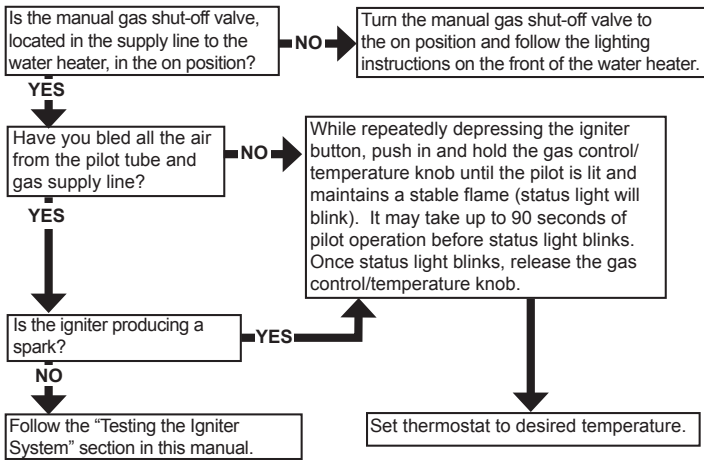 Is the manual gas shut-off valve,
located in the supply line to the
water heater, in the on position?
NO
Turn the manual gas shut-off valve to
the on position and follow the lighting
instructions on the front of the water heater.
YES
Have you bled all the air
from the pilot tube and
gas supply line?
NO
While repeatedly depressing the igniter
button, push in and hold the gas control/
temperature knob until the pilot is lit and
maintains a stable flame (status light will
blink). It may take up to 90 seconds of
pilot operation before status light blinks.
Once status light blinks, release the gas
control/temperature knob.
YES
Is the igniter producing a
spark?
YES
NO
Follow the “Testing the Igniter
System” section in this manual.
Set thermostat to desired temperature.